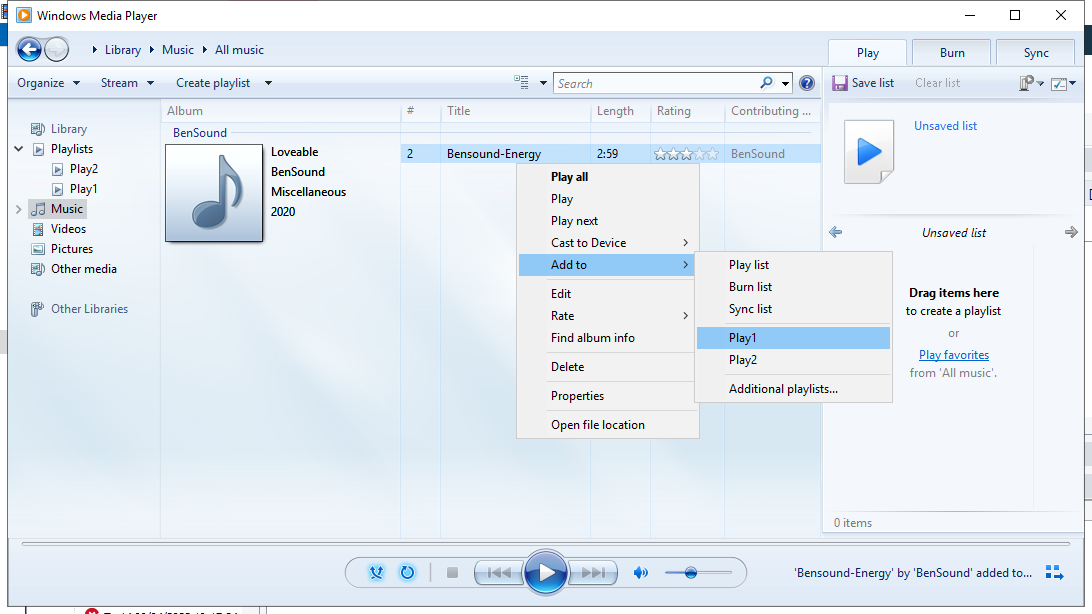 Windows Media Player
Library Music All music
Play Burn Sync
Organize Stream Create playlist
Search
Save list Clear list
Library
Playlists
Play2
Play1
Music
Videos
Pictures
Other media
Other Libraries
Album # Title Length Rating Contributing ...
BenSound
Loveable
BenSound
Miscellaneous
2020
2 Bensound-Energy 2:59 BenSound
Play all
Play
Play next
Cast to Device
Add to
Edit
Rate
Find album info
Delete
Properties
Open file location
Play list
Burn list
Sync list
Play1
Play2
Additional playlists...
Unsaved list
Unsaved list
Drag items here
to create a playlist
or
Play favorites
from 'All music'.
0 items
'Bensound-Energy' by 'BenSound' added to...